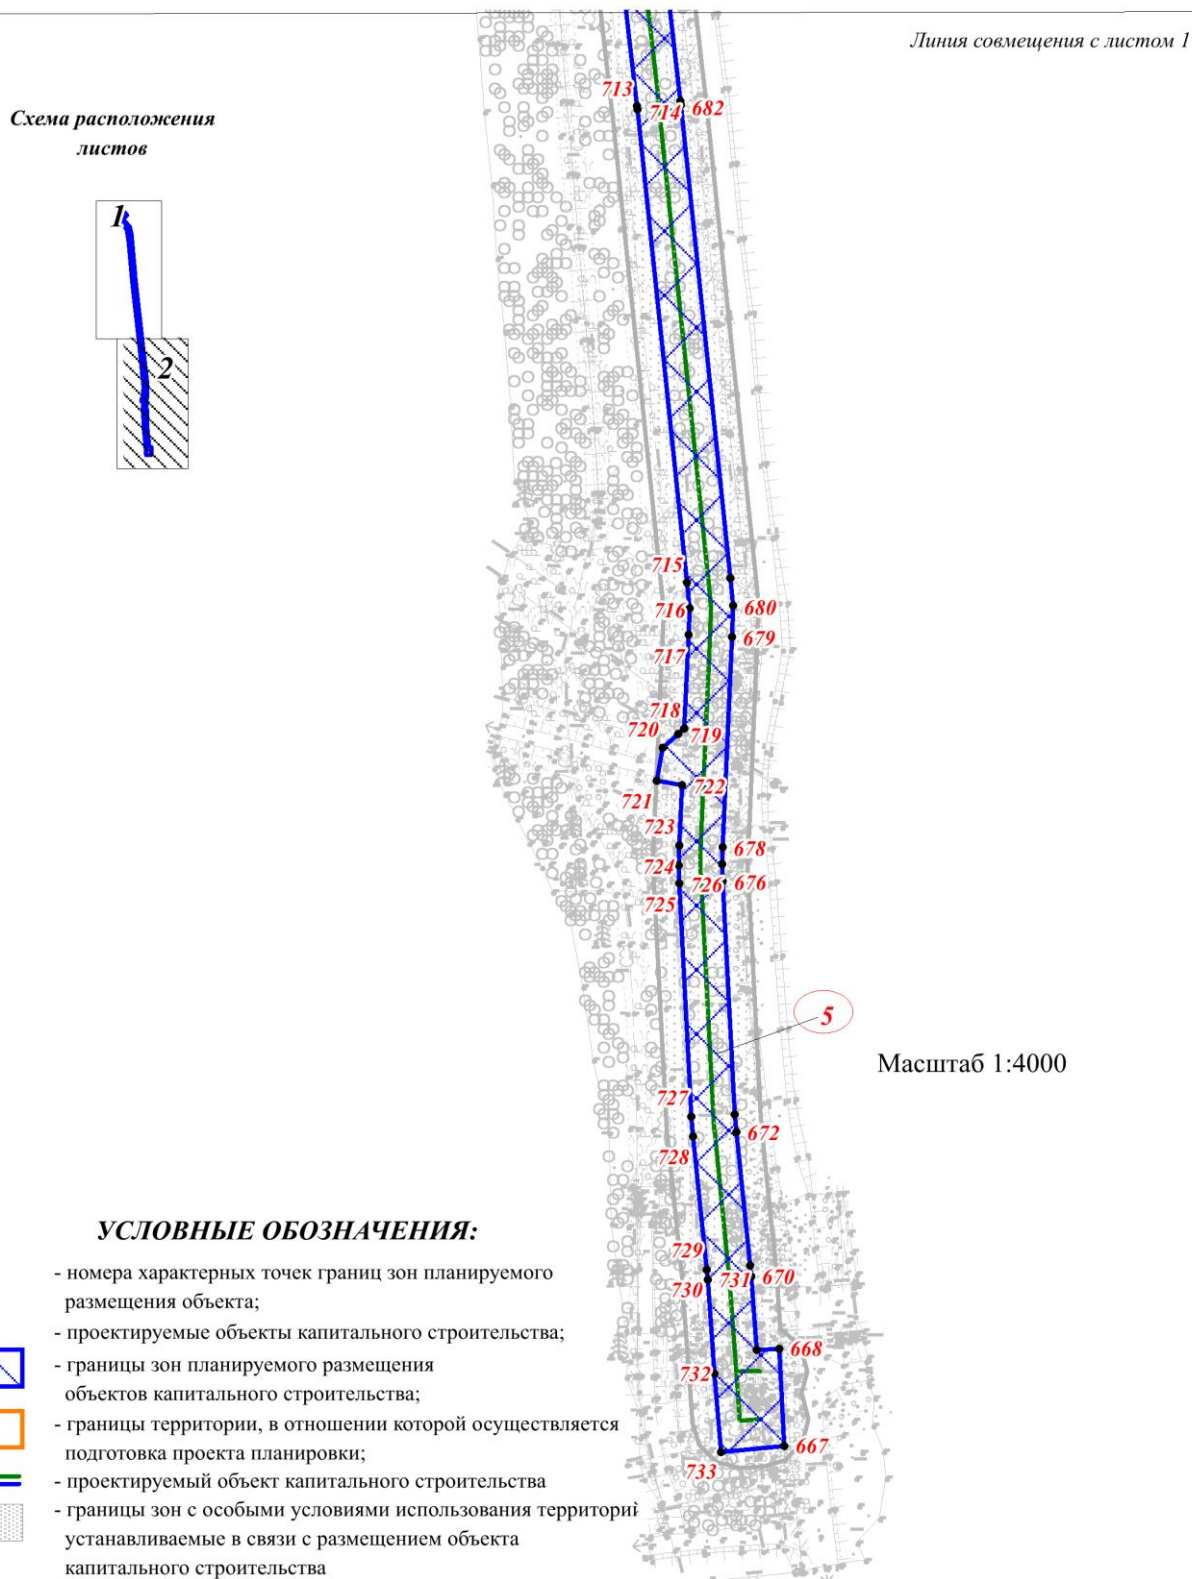 Линия совмещения с листом 1
Схема расположения
листов
1
2
713
714
682
715
716
680
679
717
718
720
719
721
722
723
678
724
726
676
725
5
Масштаб 1:4000
727
672
728
УСЛОВНЫЕ ОБОЗНАЧЕНИЯ:
729
731
670
730
- номера характерных точек границ зон планируемого
размещения объекта;
- проектируемые объекты капитального строительства;
668
- границы зон планируемого размещения
732
объектов капитального строительства;
- границы территории, в отношении которой осуществляется
667
подготовка проекта планировки;
733
- проектируемый объект капитального строительства
- границы зон с особыми условиями использования территорий
устанавливаемые в связи с размещением объекта
капитального строительства